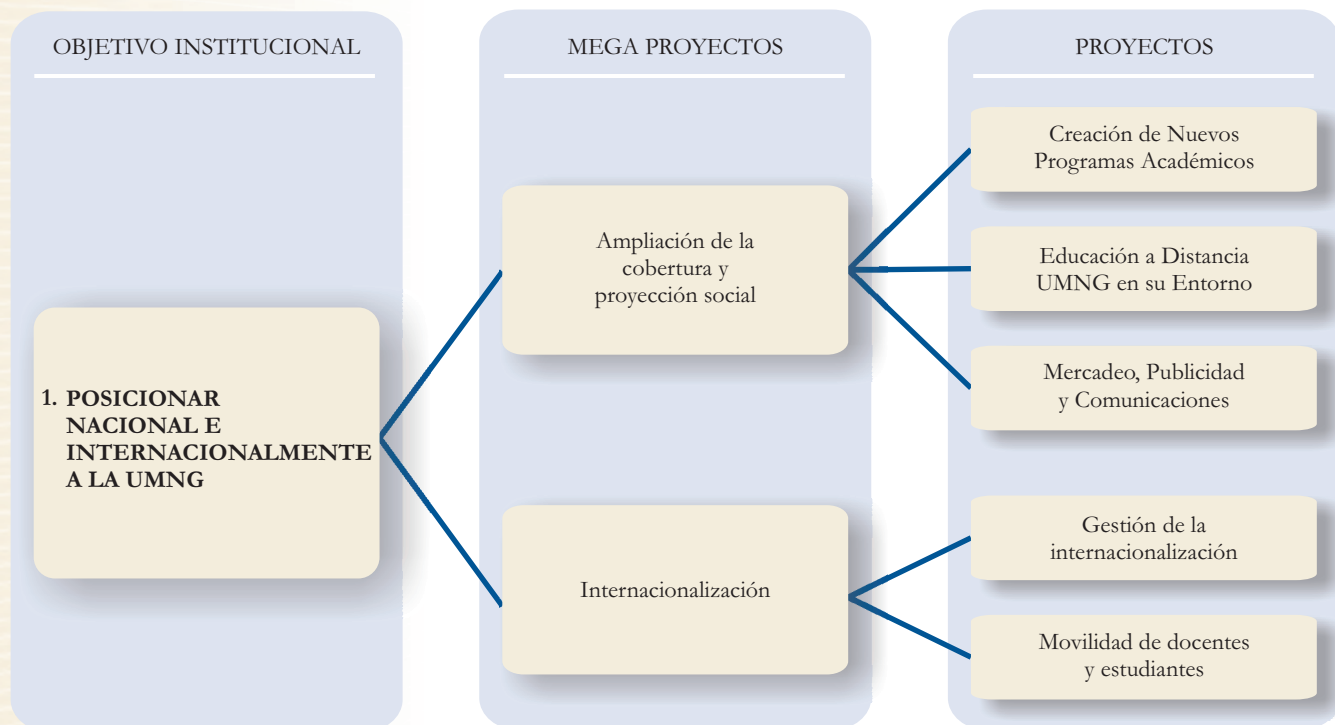 OBJETIVO INSTITUCIONAL
MEGA PROYECTOS
PROYECTOS
1. POSICIONAR
NACIONAL E
INTERNACIONALMENTE
A LA UMNG
Ampliación de la
cobertura y
proyección social
Internacionalización
Creación de Nuevos
Programas Académicos
Educación a Distancia
UMNG en su Entorno
Mercadeo, Publicidad
y Comunicaciones
Gestión de la
internacionalización
Movilidad de docentes
y estudiantes